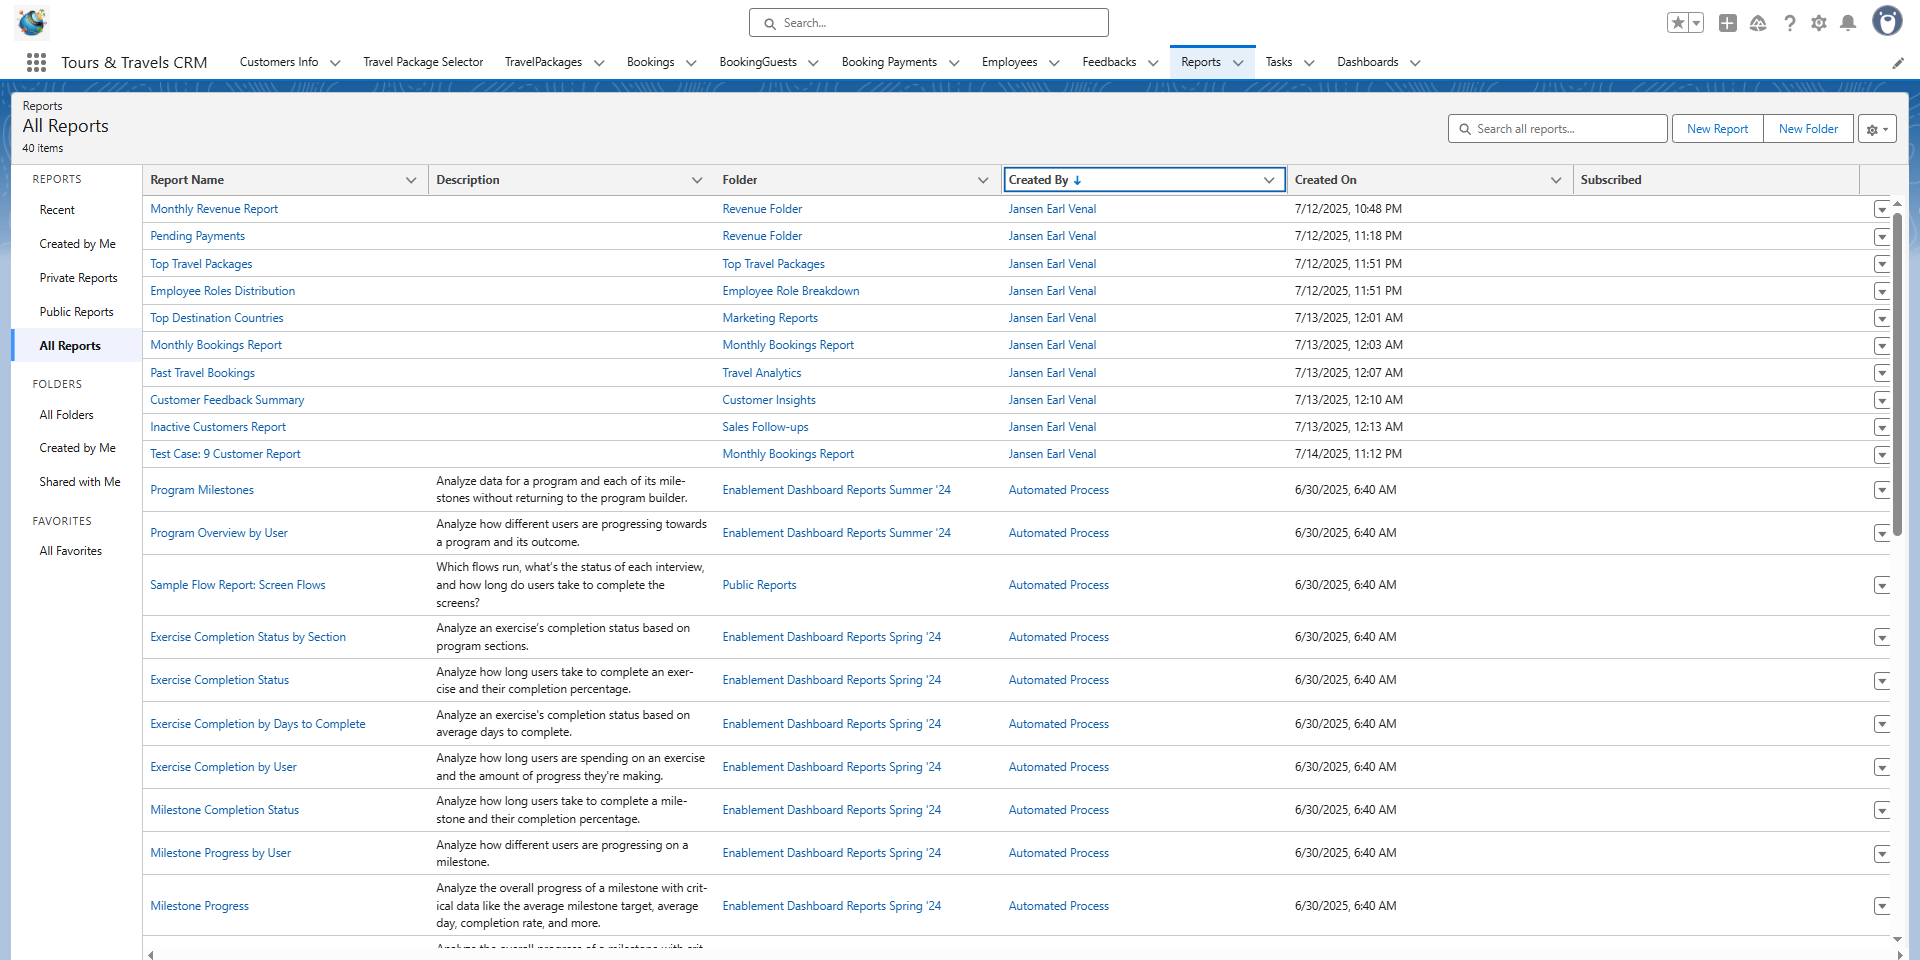 Search...
Tours & Travels CRM
Customers Info
Travel Package Selector
TravelPackages
Bookings
BookingGuests
Booking Payments
Employees
Feedbacks
Reports
Tasks
Dashboards
Reports
All Reports
40 items
Search all reports...
New Report
New Folder
REPORTS
Recent
Created by Me
Private Reports
Public Reports
All Reports
FOLDERS
All Folders
Created by Me
Shared with Me
FAVORITES
All Favorites
Report Name Description Folder Created By Created On Subscribed
Monthly Revenue Report Revenue Folder Jansen Earl Venal 7/12/2025, 10:48 PM
Pending Payments Revenue Folder Jansen Earl Venal 7/12/2025, 11:18 PM
Top Travel Packages Top Travel Packages Jansen Earl Venal 7/12/2025, 11:51 PM
Employee Roles Distribution Employee Role Breakdown Jansen Earl Venal 7/12/2025, 11:51 PM
Top Destination Countries Marketing Reports Jansen Earl Venal 7/13/2025, 12:01 AM
Monthly Bookings Report Monthly Bookings Report Jansen Earl Venal 7/13/2025, 12:03 AM
Past Travel Bookings Travel Analytics Jansen Earl Venal 7/13/2025, 12:07 AM
Customer Feedback Summary Customer Insights Jansen Earl Venal 7/13/2025, 12:10 AM
Inactive Customers Report Sales Follow-ups Jansen Earl Venal 7/13/2025, 12:13 AM
Test Case: 9 Customer Report Monthly Bookings Report Jansen Earl Venal 7/14/2025, 11:12 PM
Program Milestones
Analyze data for a program and each of its mile-
stones without returning to the program builder.
Enablement Dashboard Reports Summer '24 Automated Process 6/30/2025, 6:40 AM
Program Overview by User
Analyze how different users are progressing towards
a program and its outcome.
Enablement Dashboard Reports Summer '24 Automated Process 6/30/2025, 6:40 AM
Sample Flow Report: Screen Flows
Which flows run, what's the status of each interview,
and how long do users take to complete the
screens?
Public Reports Automated Process 6/30/2025, 6:40 AM
Exercise Completion Status by Section
Analyze an exercise's completion status based on
program sections.
Enablement Dashboard Reports Spring '24 Automated Process 6/30/2025, 6:40 AM
Exercise Completion Status
Analyze how long users take to complete an exer-
cise and their completion percentage.
Enablement Dashboard Reports Spring '24 Automated Process 6/30/2025, 6:40 AM
Exercise Completion by Days to Complete
Analyze an exercise's completion status based on
average days to complete.
Enablement Dashboard Reports Spring '24 Automated Process 6/30/2025, 6:40 AM
Exercise Completion by User
Analyze how long users are spending on an exercise
and the amount of progress they're making.
Enablement Dashboard Reports Spring '24 Automated Process 6/30/2025, 6:40 AM
Milestone Completion Status
Analyze how long users take to complete a mile-
stone and their completion percentage.
Enablement Dashboard Reports Spring '24 Automated Process 6/30/2025, 6:40 AM
Milestone Progress by User
Analyze how different users are progressing on a
milestone.
Enablement Dashboard Reports Spring '24 Automated Process 6/30/2025, 6:40 AM
Milestone Progress
Analyze the overall progress of a milestone with crit-
ical data like the average milestone target, average
day, completion rate, and more.
Enablement Dashboard Reports Spring '24 Automated Process 6/30/2025, 6:40 AM